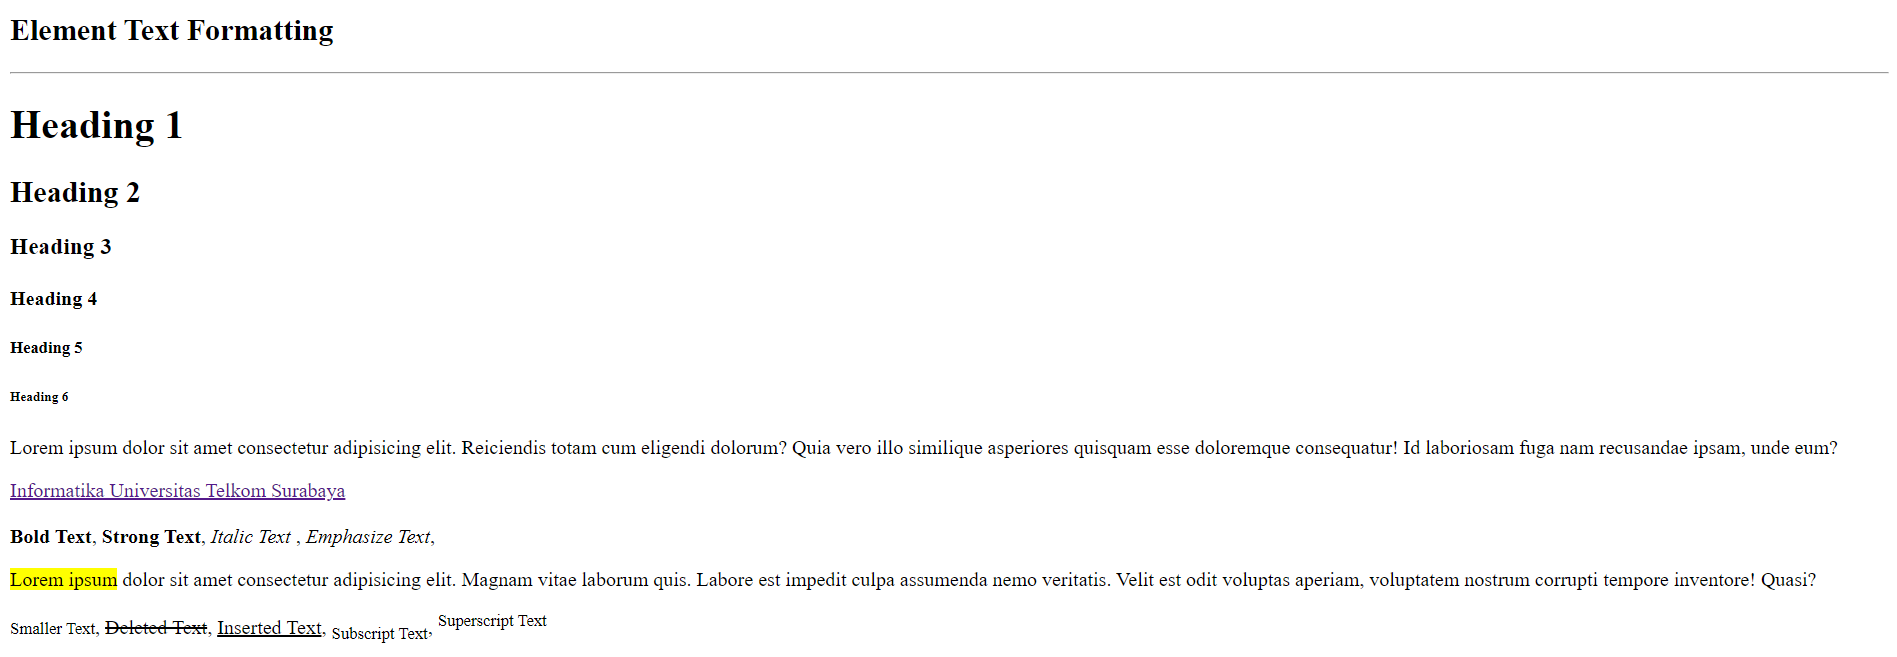 Element Text Formatting
Heading 1
Heading 2
Heading 3
Heading 4
Heading 5
Heading 6
Lorem ipsum dolor sit amet consectetur adipisicing elit. Reiciendis totam cum eligendi dolorum? Quia vero illo similique asperiores quisquam esse doloremque consequatur! Id laboriosam fuga nam recusandae ipsam, unde eum?
Informatika Universitas Telkom Surabaya
Bold Text, Strong Text, Italic Text , Emphasize Text,
Lorem ipsum dolor sit amet consectetur adipisicing elit. Magnam vitae laborum quis. Labore est impedit culpa assumenda nemo veritatis. Velit est odit voluptas aperiam, voluptatem nostrum corrupti tempore inventore! Quasi?
Smaller Text, Deleted Text, Inserted Text, Subscript Text, Superscript Text